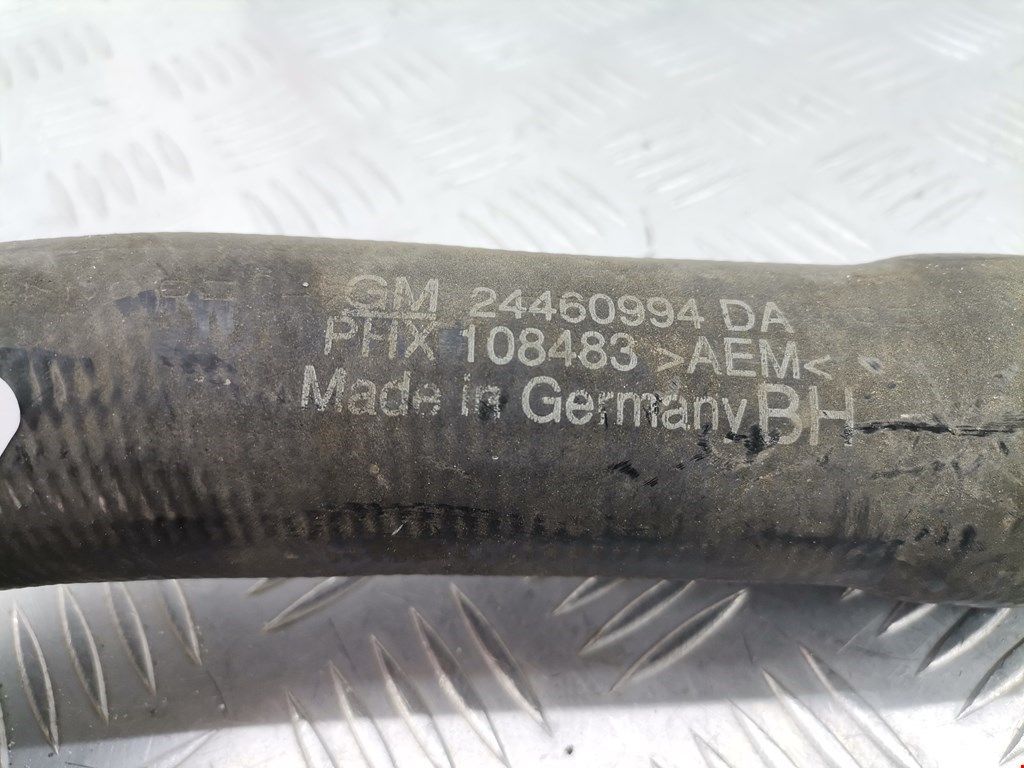 GM 24460994 DA
PHX 108483 >AEM<
Made in Germany BH